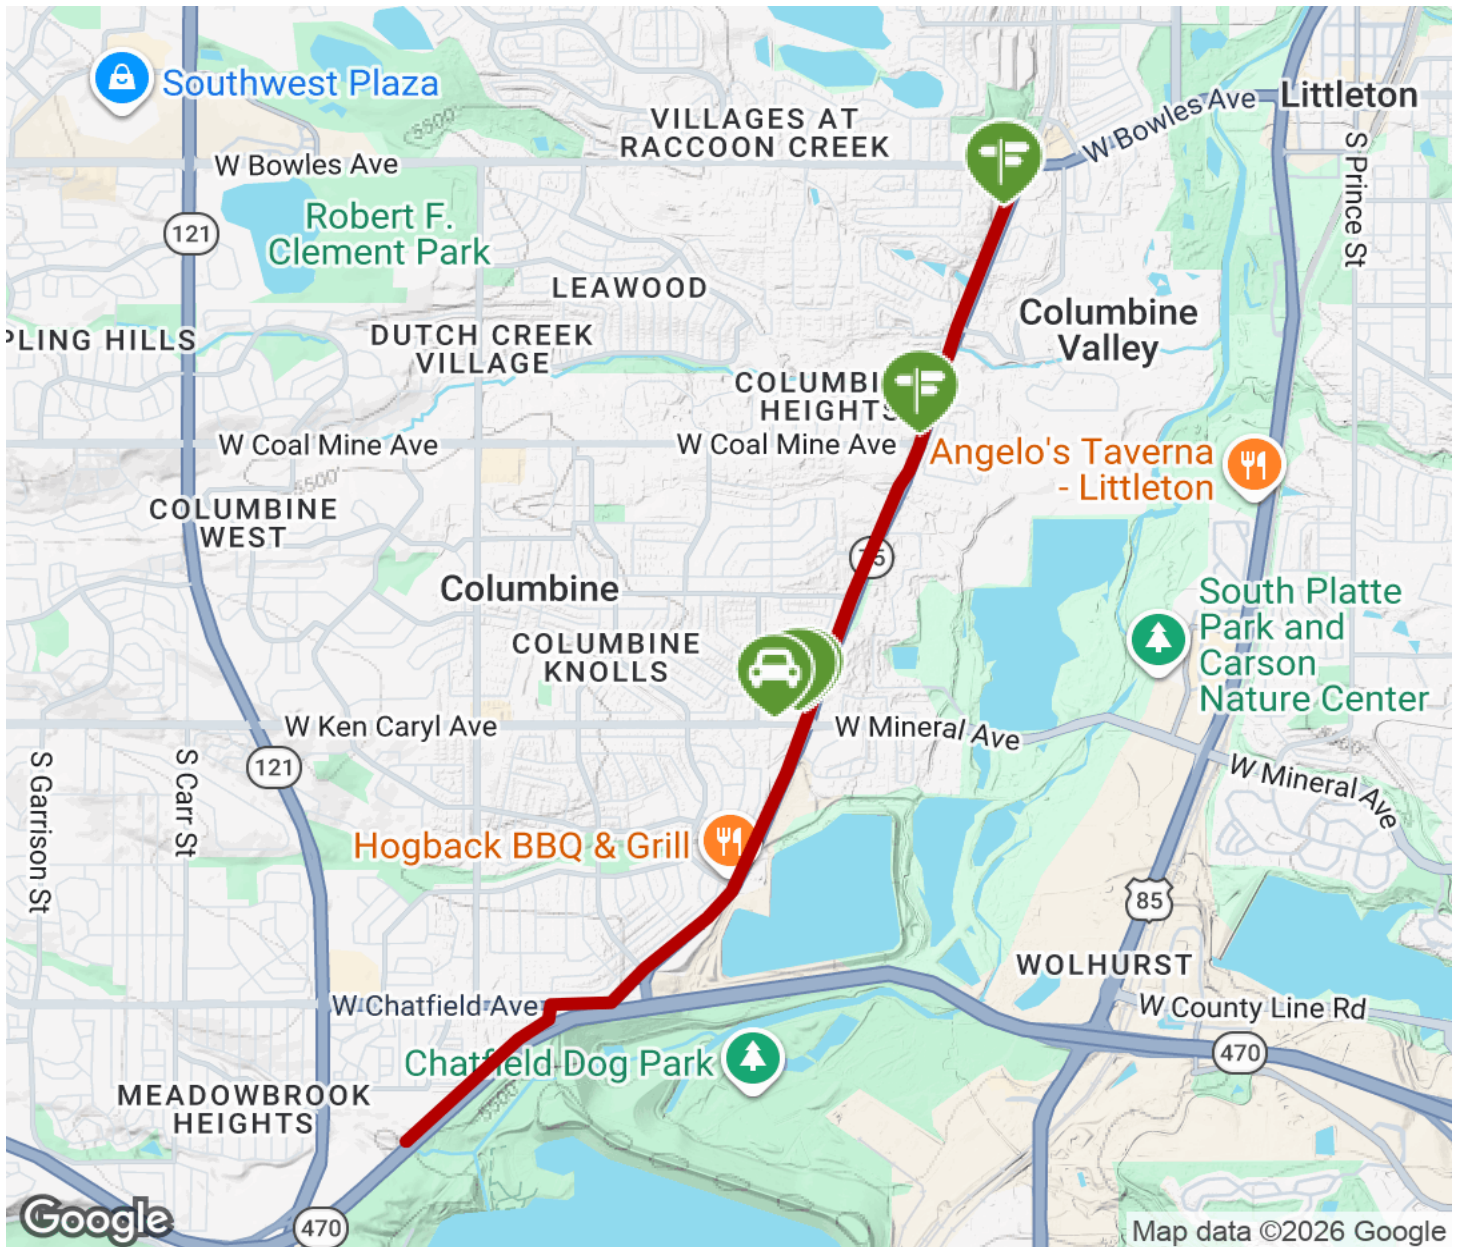 Southwest Plaza
VILLAGES AT
RACCOON CREEK
W Bowles Ave
Littleton
5500'
W Bowles Ave
S Prince St
Robert F.
Clement Park
121
LEAWOOD
Columbine
Valley
PLING HILLS
DUTCH CREEK
VILLAGE
COLUMBI
HEIGHTS
W Coal Mine Ave
W Coal Mine Ave
Angelo's Taverna
- Littleton
5500'
COLUMBINE
WEST
75
Columbine
South Platte
Park and
Carson
Nature Center
COLUMBINE
KNOLLS
W Ken Caryl Ave
W Mineral Ave
S Garrison St
S Carr St
121
W Mineral Ave
Hogback BBQ & Grill
85
WOLHURST
W Chatfield Ave
W County Line Rd
Chatfield Dog Park
470
5500'
MEADOWBROOK
HEIGHTS
Google
470
Map data ©2026 Google